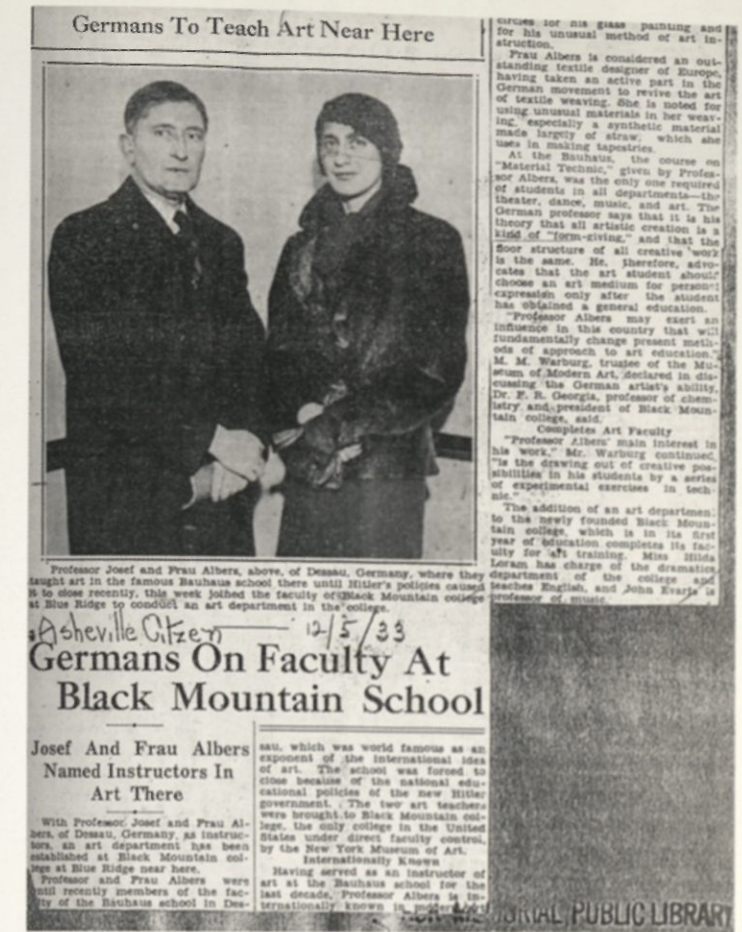 Germans To Teach Art Near Here
Professor Josef and Frau Albers, above, of Dessau, Germany, where they
taught art in the famous Bauhaus school there until Hitler's policies caused
it to close recently, this week joined the faculty of Black Mountain college
at Blue Ridge to conduct an art department in the college.
Asheville Citizen 12/5/33
Germans On Faculty At
Black Mountain School
Josef And Frau Albers
Named Instructors In
Art There
With Professor Josef and Frau Al-
bers, of Dessau, Germany, as instruc-
tors, an art department has been
established at Black Mountain col-
lege at Blue Ridge near here.
Professor and Frau Albers were
until recently members of the fac-
ulty of the Bauhaus school in Des-
sau, which was world famous as an
exponent of the international idea
of art. The school was forced to
close because of the national edu-
cational policies of the new Hitler
government. The two art teachers
were brought to Black Mountain col-
lege, the only college in the United
States under direct faculty control,
by the New York Museum of Art.
Internationally Known
Having served as an instructor of
art at the Bauhaus school for the
last decade, Professor Albers is in-
ternationally known in
circles for his glass painting and
for his unusual method of art in-
struction.
Frau Albers is considered an out-
standing textile designer of Europe,
having taken an active part in the
German movement to revive the art
of textile weaving. She is noted for
using unusual materials in her weav-
ing, especially a synthetic material
made largely of straw, which she
uses in making tapestries.
At the Bauhaus, the course on
"Material Technic," given by Profes-
sor Albers, was the only one required
of students in all departments—the
theater, dance, music, and art. The
German professor says that it is his
theory that all artistic creation is a
kind of "form-giving," and that the
floor structure of all creative work
is the same. He, therefore, advo-
cates that the art student should
choose an art medium for personal
expression only after the student
has obtained a general education.
"Professor Albers may exert an
influence in this country that will
fundamentally change present meth-
ods of approach to art education,"
M. M. Warburg, trustee of the Mu-
seum of Modern Art, declared in dis-
cussing the German artist's ability,
Dr. P. R. Georgia, professor of chem-
istry and president of Black Moun-
tain college, said.
Completes Art Faculty
"Professor Albers' main interest in
his work," Mr. Warburg continued,
"is the drawing out of creative pos-
sibilities in his students by a series
of experimental exercises in tech-
nic."
The addition of an art department
to the newly founded Black Moun-
tain college, which is in its first
year of education completes its fac-
ulty for art training. Miss Hilda
Loram has charge of the dramatics
department of the college and
teaches English, and John Evarts is
professor of music.
MEMORIAL PUBLIC LIBRARY